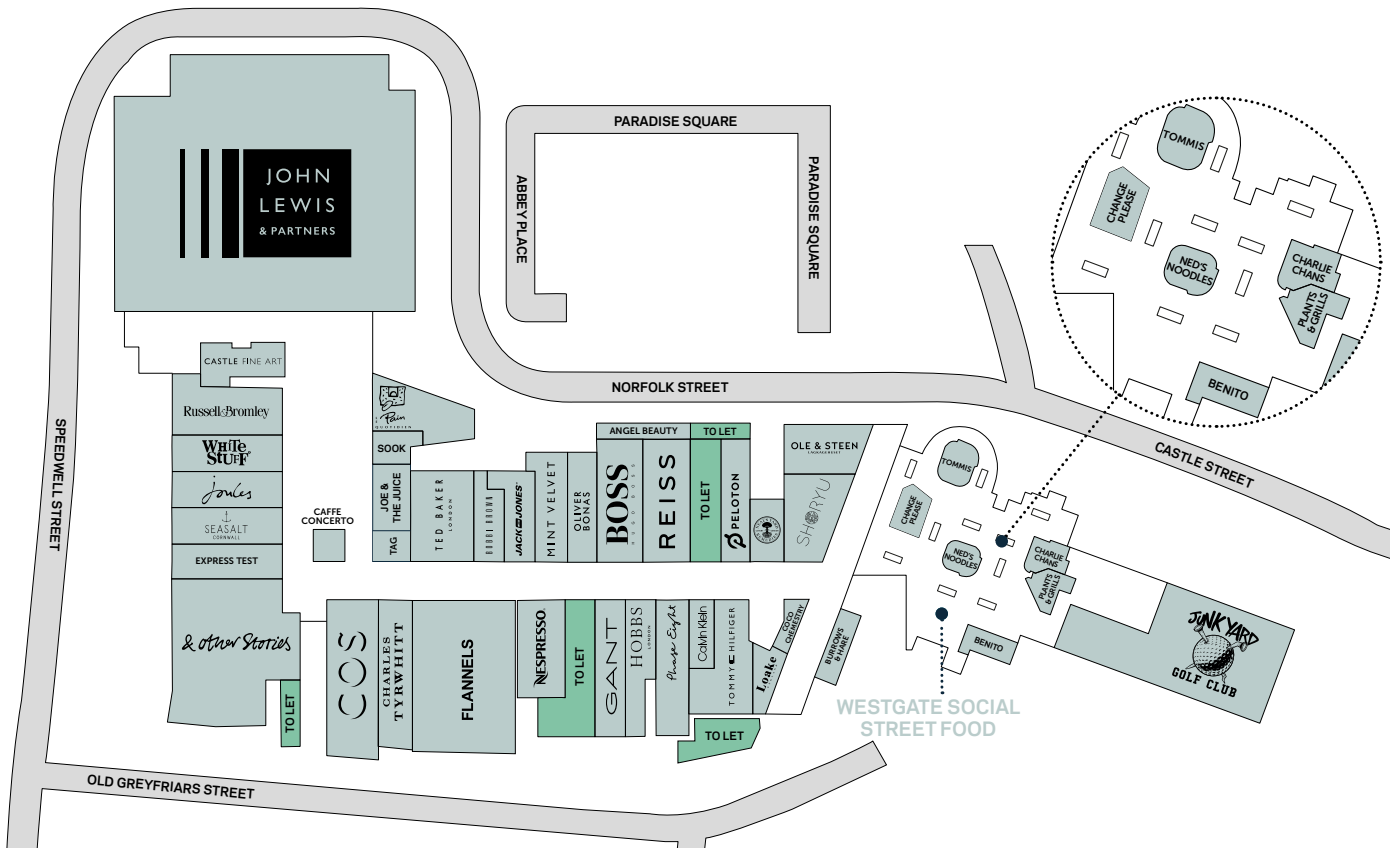 JOHN
LEWIS
& PARTNERS
PARADISE SQUARE
ABBEY PLACE
PARADISE SQUARE
TOMMIS
CHANGE
PLEASE
NED'S
NOODLES
CHARLIE
CHANS
PLANTS
& GRILLS
BENITO
NORFOLK STREET
CASTLE STREET
SPEEDWELL STREET
CASTLE FINE ART
Russell & Bromley
WHITE
STUFF
joules
SEASALT
CORNWALL
EXPRESS TEST
& other Stories
TO LET
CAFFE
CONCERTO
Pain
QUOTIDIEN
SOOK
JOE &
THE JUICE
TAG
TED BAKER
LONDON
BOBBI BROWN
JACK & JONES
MINT VELVET
OLIVER
BONAS
ANGEL BEAUTY
BOSS
HUGO BOSS
REISS
TO LET
TO LET
PELOTON
OLE & STEEN
LAGKAGEHUSET
SHORYU
COS
CHARLES
TYRWHITT
FLANNELS
NESPRESSO
TO LET
GANT
HOBBS
LONDON
Phase Eight
Calvin Klein
TOMMY HILFIGER
Loake
COCO
CHEMISTRY
TO LET
BURROWS
& HARE
TOMMIS
CHANGE
PLEASE
NED'S
NOODLES
CHARLIE
CHANS
PLANTS
& GRILLS
BENITO
JUNKYARD
GOLF CLUB
WESTGATE SOCIAL
STREET FOOD
OLD GREYFRIARS STREET